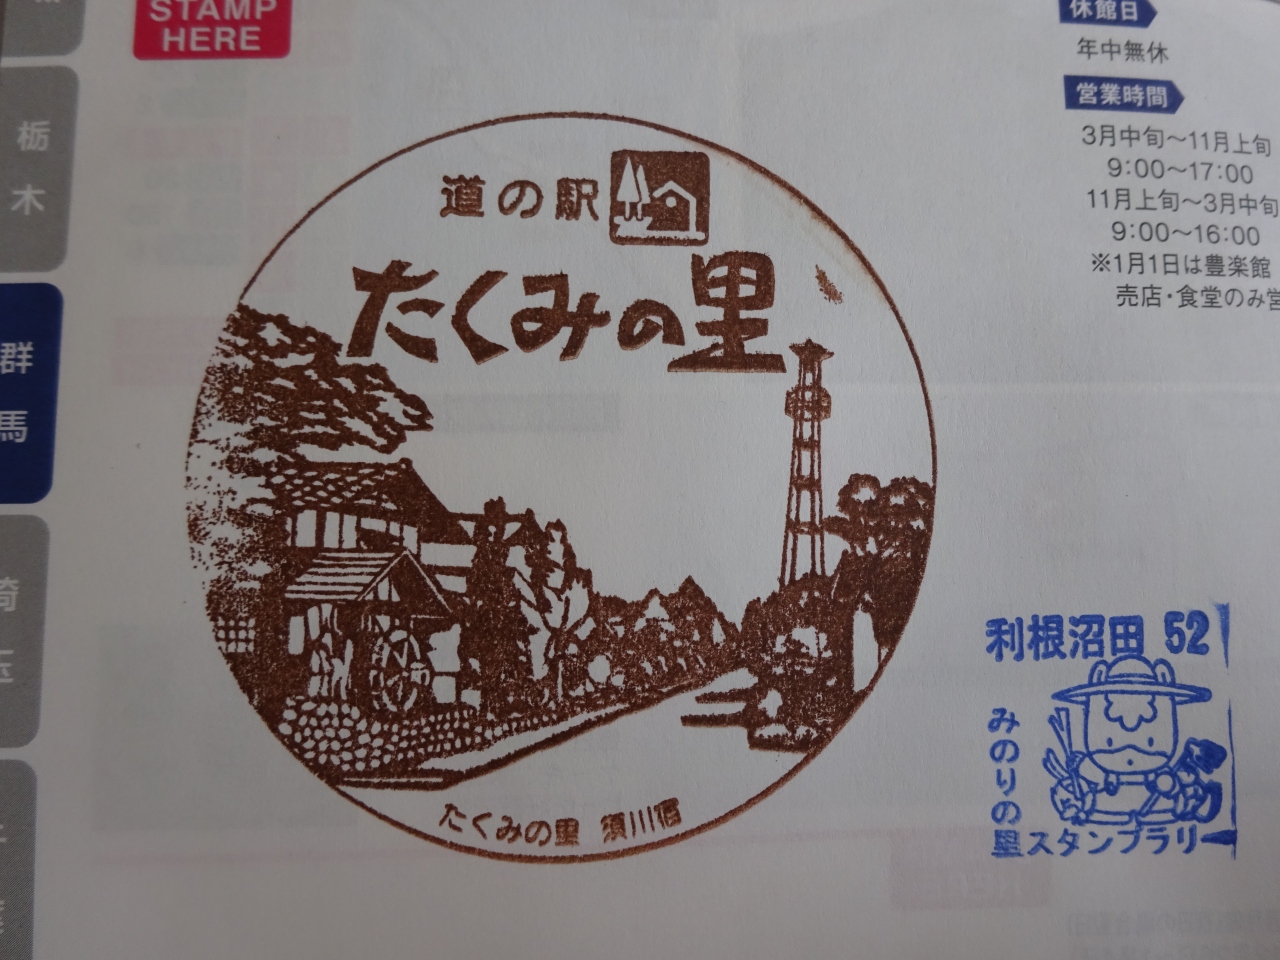 STAMP
HERE
栃木
群馬
道の駅
たくみの里
たくみの里 須川宿
休館日
年中無休
営業時間
3月中旬～11月上旬
9:00～17:00
11月上旬～3月中旬
9:00～16:00
※1月1日は豊楽館
売店・食堂のみ営
利根沼田 52
みのりの里
スタンプラリー